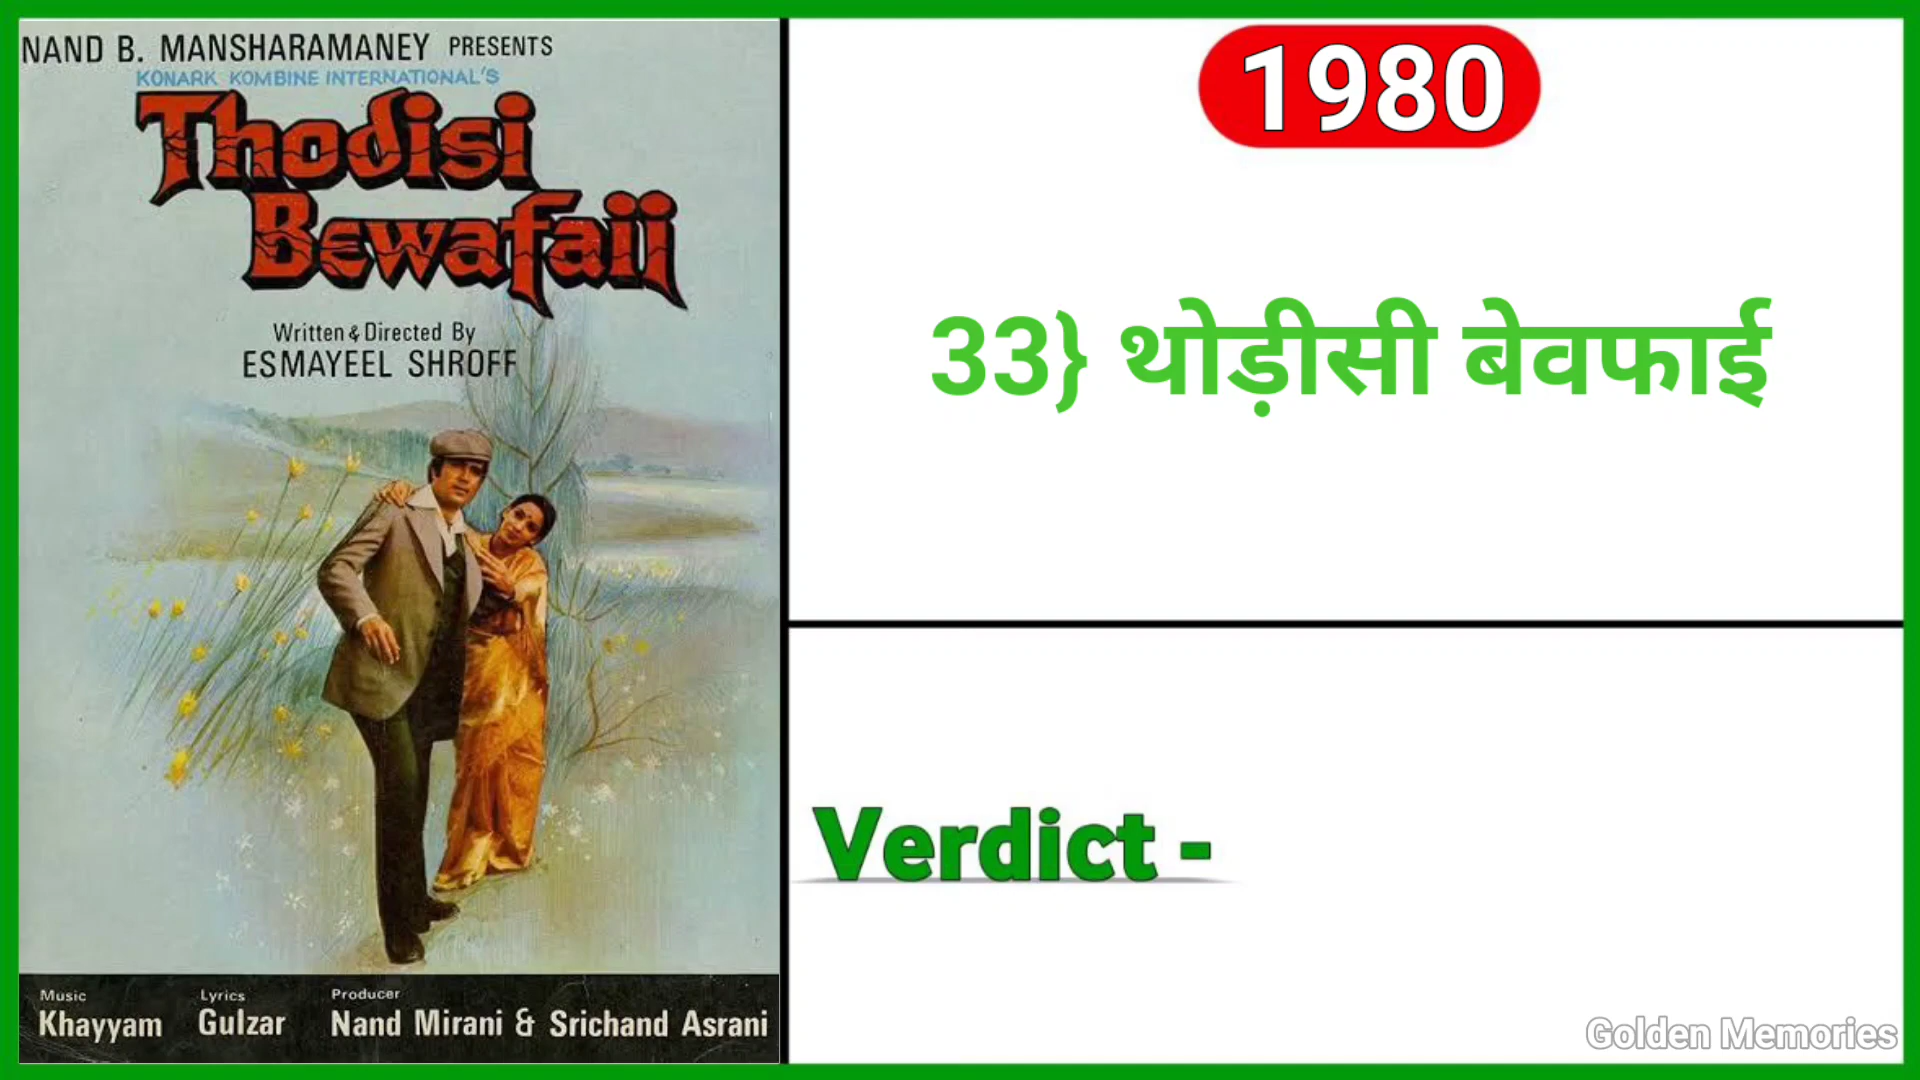 NAND B. MANSHARAMANEY PRESENTS
KONARK KOMBINE INTERNATIONAL'S
Thodisi
Bewafaii
Written & Directed By
ESMAYEEL SHROFF
Music
Khayyam
Lyrics
Gulzar
Producer
Nand Mirani & Srichand Asrani
1980
33} थोड़ीसी बेवफाई
Verdict -
Golden Memories